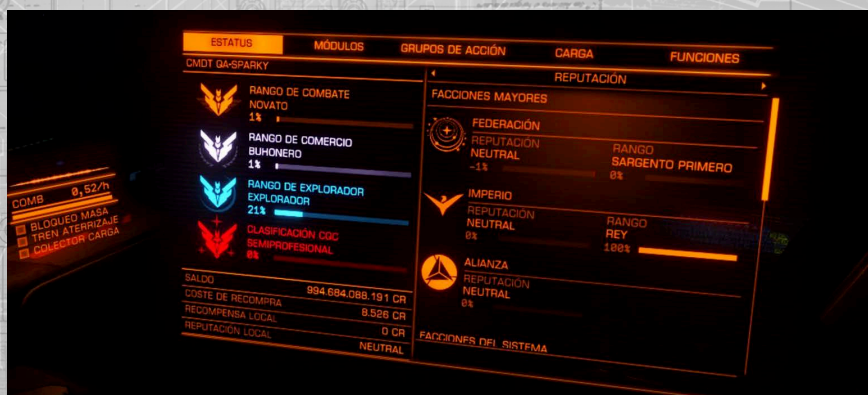 ESTATUS
MÓDULOS
GRUPOS DE ACCIÓN
CARGA
FUNCIONES
CMDT QA-SPARKY
RANGO DE COMBATE
NOVATO
1%
RANGO DE COMERCIO
BUHONERO
1%
RANGO DE EXPLORADOR
EXPLORADOR
21%
CLASIFICACIÓN CQC
SEMIPROFESIONAL
0%
SALDO 994.684.088.191 CR
COSTE DE RECOMPRA 8.526 CR
RECOMPENSA LOCAL 0 CR
REPUTACIÓN LOCAL NEUTRAL
REPUTACIÓN
FACCIONES MAYORES
FEDERACIÓN
REPUTACIÓN RANGO
NEUTRAL SARGENTO PRIMERO
-1% 0%
IMPERIO
REPUTACIÓN RANGO
NEUTRAL REY
0% 100%
ALIANZA
REPUTACIÓN
NEUTRAL
0%
FACCIONES DEL SISTEMA
COMB 0,52/h
BLOQUEO MASA
TREN ATERRIZAJE
COLECTOR CARGA